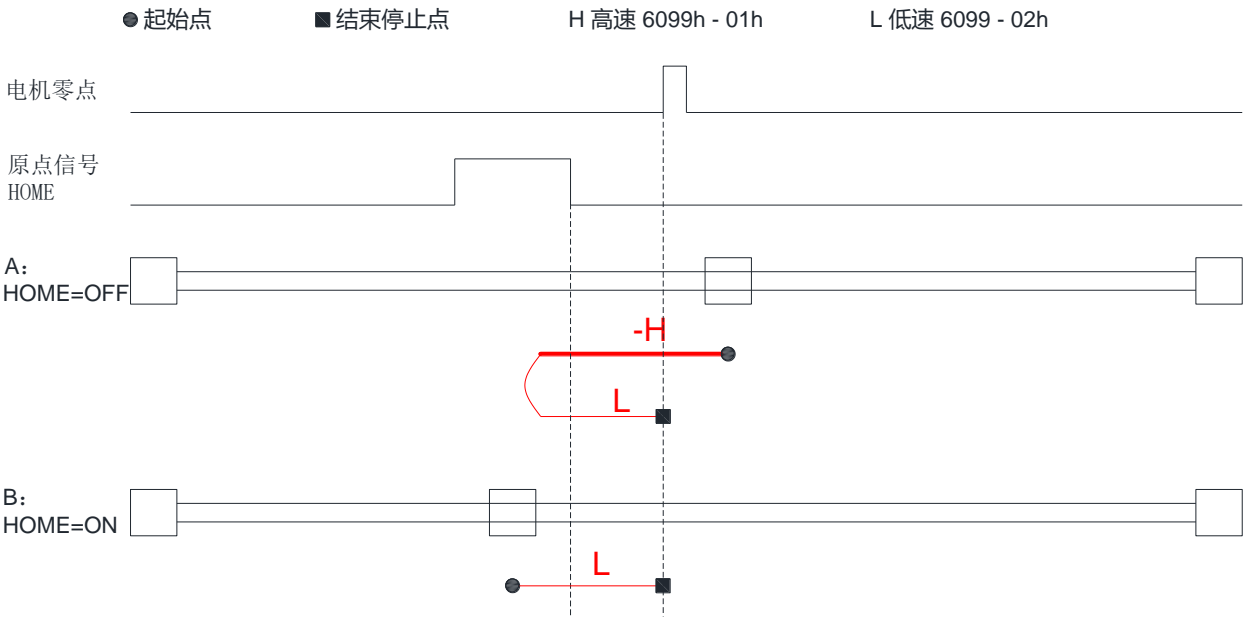 起始点 结束停止点 H 高速 6099h - 01h L 低速 6099 - 02h
电机零点
原点信号
HOME
A:
HOME=OFF
-H
L
B:
HOME=ON
L